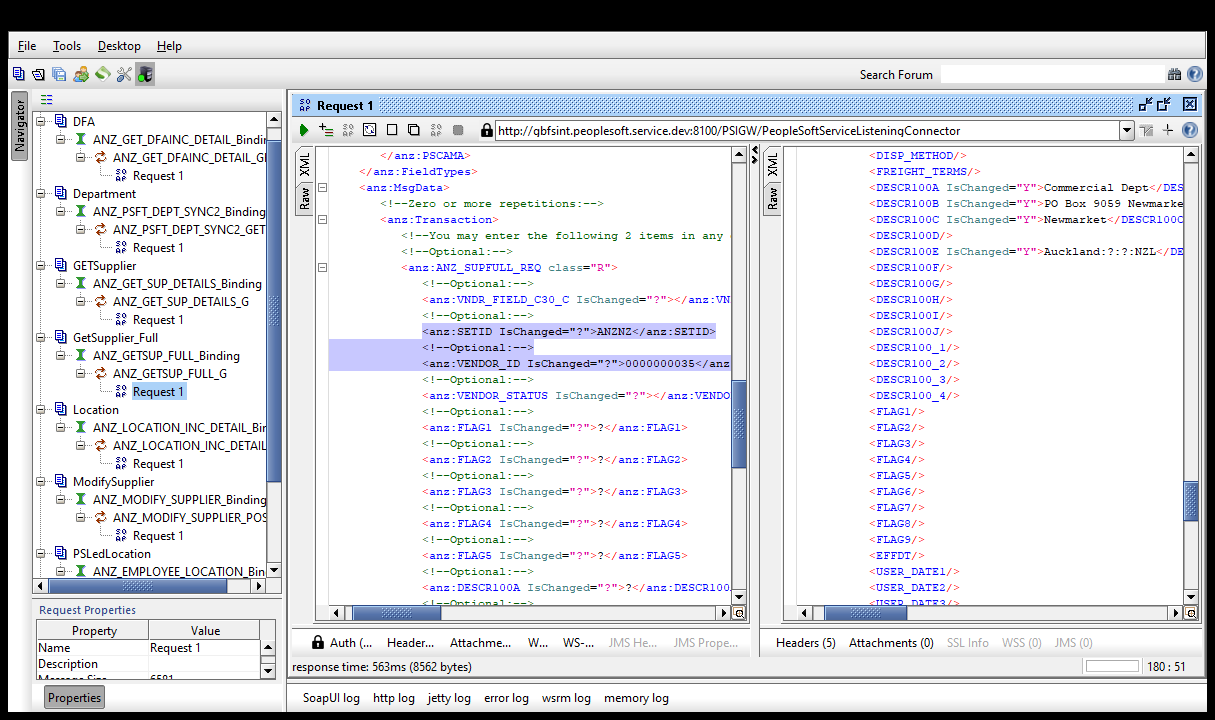 File Tools Desktop Help
Search Forum
Navigator
DFA
ANZ_GET_DFAINC_DETAIL_Bindin
ANZ_GET_DFAINC_DETAIL_GE
Request 1
Department
ANZ_PSFT_DEPT_SYNC2_Binding
ANZ_PSFT_DEPT_SYNC2_GET
Request 1
GETSupplier
ANZ_GET_SUP_DETAILS_Binding
ANZ_GET_SUP_DETAILS_G
Request 1
GetSupplier_Full
ANZ_GETSUP_FULL_Binding
ANZ_GETSUP_FULL_G
Request 1
Location
ANZ_LOCATION_INC_DETAIL_Bin
ANZ_LOCATION_INC_DETAIL
Request 1
ModifySupplier
ANZ_MODIFY_SUPPLIER_Binding
ANZ_MODIFY_SUPPLIER_POS
Request 1
PSLedLocation
ANZ_EMPLOYEE_LOCATION_Bin
Request Properties
Property Value
Name Request 1
Description
Message Size 6581
Properties
SO AP Request 1
http://qbfsint.peoplesoft.service.dev:8100/PSIGW/PeopleSoftServiceListeningConnector
XML
Raw
</anz:PSCAMA>
</anz:FieldTypes>
<anz:MsgData>
<!--Zero or more repetitions:-->
<anz:Transaction>
<!--You may enter the following 2 items in any
<!--Optional:-->
<anz:ANZ_SUPFULL_REQ class="R">
<!--Optional:-->
<anz:VNDR_FIELD_C30_C IsChanged="?"></anz:VN
<!--Optional:-->
<anz:SETID IsChanged="?">ANZNZ</anz:SETID>
<!--Optional:-->
<anz:VENDOR_ID IsChanged="?">0000000035</anz
<!--Optional:-->
<anz:VENDOR_STATUS IsChanged="?"></anz:VENDO
<!--Optional:-->
<anz:FLAG1 IsChanged="?">?</anz:FLAG1>
<!--Optional:-->
<anz:FLAG2 IsChanged="?">?</anz:FLAG2>
<!--Optional:-->
<anz:FLAG3 IsChanged="?">?</anz:FLAG3>
<!--Optional:-->
<anz:FLAG4 IsChanged="?">?</anz:FLAG4>
<!--Optional:-->
<anz:FLAG5 IsChanged="?">?</anz:FLAG5>
<!--Optional:-->
<anz:DESCR100A IsChanged="?">?</anz:DESCR100
<!--Optional:-->
XML
Raw
<DISP_METHOD/>
<FREIGHT_TERMS/>
<DESCR100A IsChanged="Y">Commercial Dept</DES
<DESCR100B IsChanged="Y">PO Box 9059 Newmarke
<DESCR100C IsChanged="Y">Newmarket</DESCR100C
<DESCR100D/>
<DESCR100E IsChanged="Y">Auckland:?:?:NZL</DE
<DESCR100F/>
<DESCR100G/>
<DESCR100H/>
<DESCR100I/>
<DESCR100J/>
<DESCR100_1/>
<DESCR100_2/>
<DESCR100_3/>
<DESCR100_4/>
<FLAG1/>
<FLAG2/>
<FLAG3/>
<FLAG4/>
<FLAG5/>
<FLAG6/>
<FLAG7/>
<FLAG8/>
<FLAG9/>
<EFFDT/>
<USER_DATE1/>
<USER_DATE2/>
<USER_DATE3/>
Auth (... Header... Attachme... W... WS-... JMS He... JMS Prope...
Headers (5) Attachments (0) SSL Info WSS (0) JMS (0)
response time: 563ms (8562 bytes)
180 : 51
SoapUI log http log jetty log error log wsrm log memory log